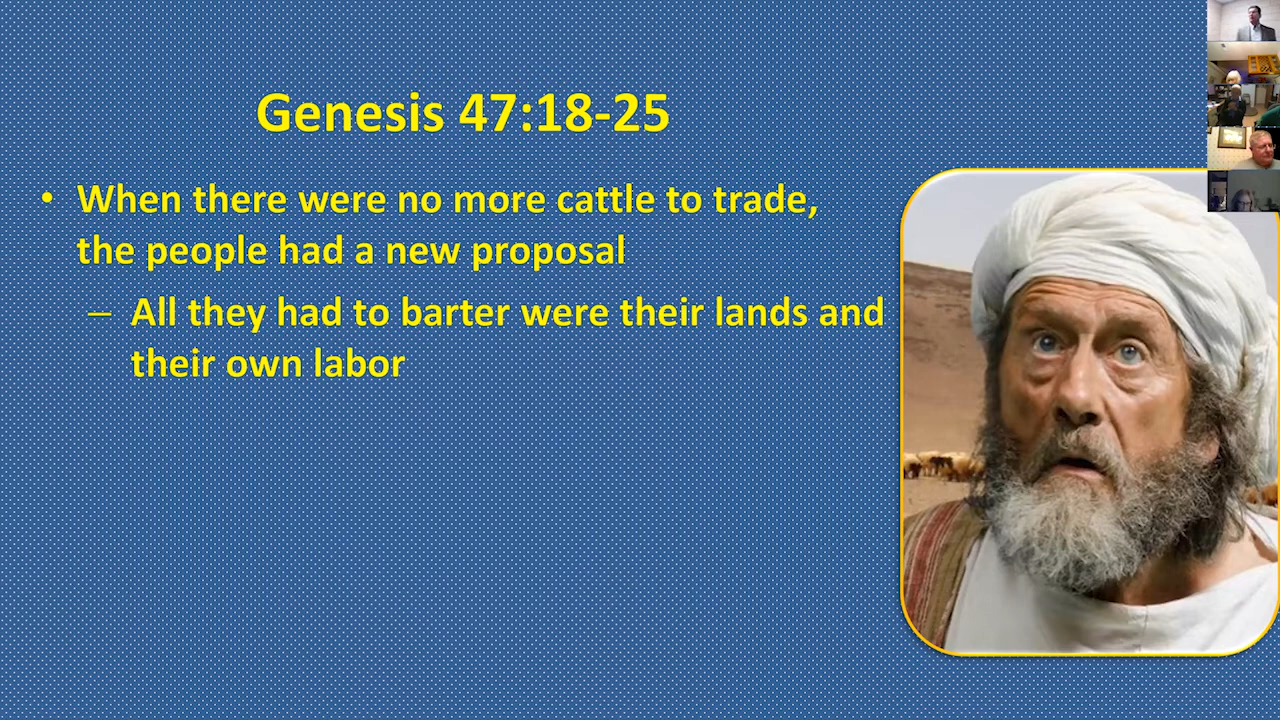 Genesis 47:18-25
• When there were no more cattle to trade,
the people had a new proposal
– All they had to barter were their lands and
their own labor